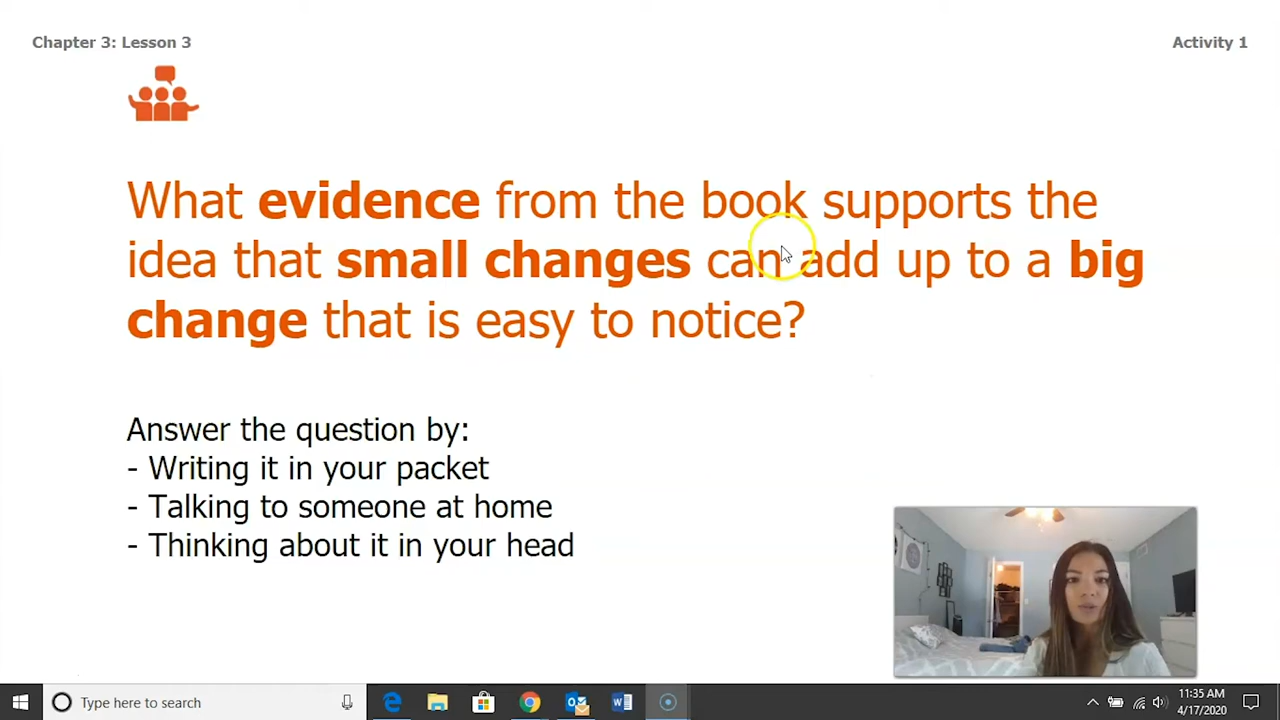 Chapter 3: Lesson 3
Activity 1
What evidence from the book supports the
idea that small changes can add up to a big
change that is easy to notice?
Answer the question by:
- Writing it in your packet
- Talking to someone at home
- Thinking about it in your head
Type here to search
11:35 AM
4/17/2020